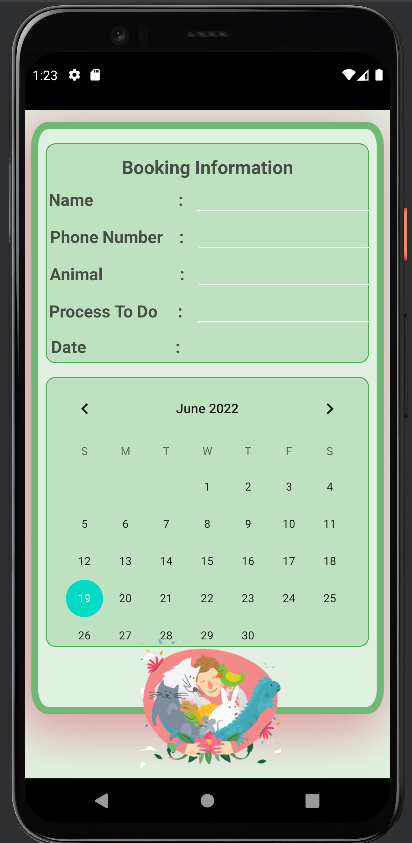 1:23
Booking Information
Name :
Phone Number :
Animal :
Process To Do :
Date :
June 2022
S M T W T F S
1 2 3 4
5 6 7 8 9 10 11
12 13 14 15 16 17 18
19 20 21 22 23 24 25
26 27 28 29 30